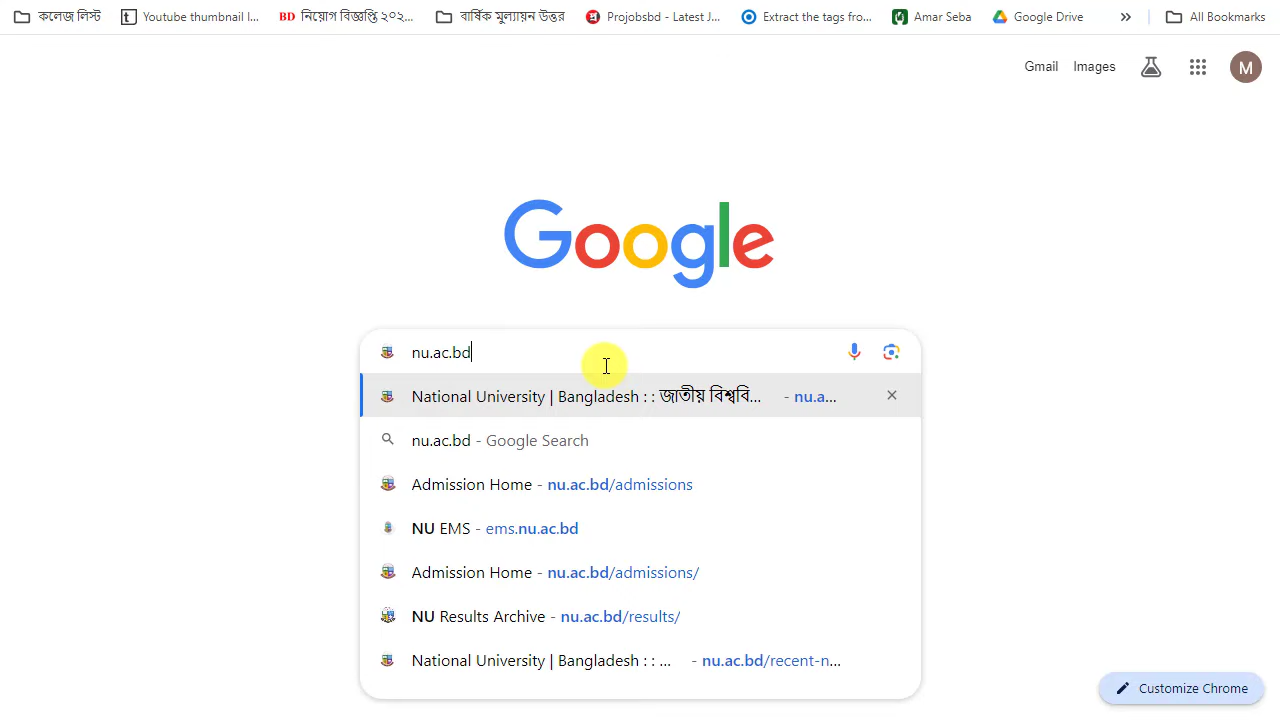 কলেজ লিস্ট
Youtube thumbnail l...
BD নিয়োগ বিজ্ঞপ্তি ২০২...
বার্ষিক মূল্যায়ন উত্তর
Projobsbd - Latest J...
Extract the tags fro...
Amar Seba
Google Drive
All Bookmarks
Gmail
Images
M
Google
nu.ac.bd
National University | Bangladesh : : জাতীয় বিশ্ববি... - nu.a...
nu.ac.bd - Google Search
Admission Home - nu.ac.bd/admissions
NU EMS - ems.nu.ac.bd
Admission Home - nu.ac.bd/admissions/
NU Results Archive - nu.ac.bd/results/
National University | Bangladesh : : ... - nu.ac.bd/recent-n...
Customize Chrome